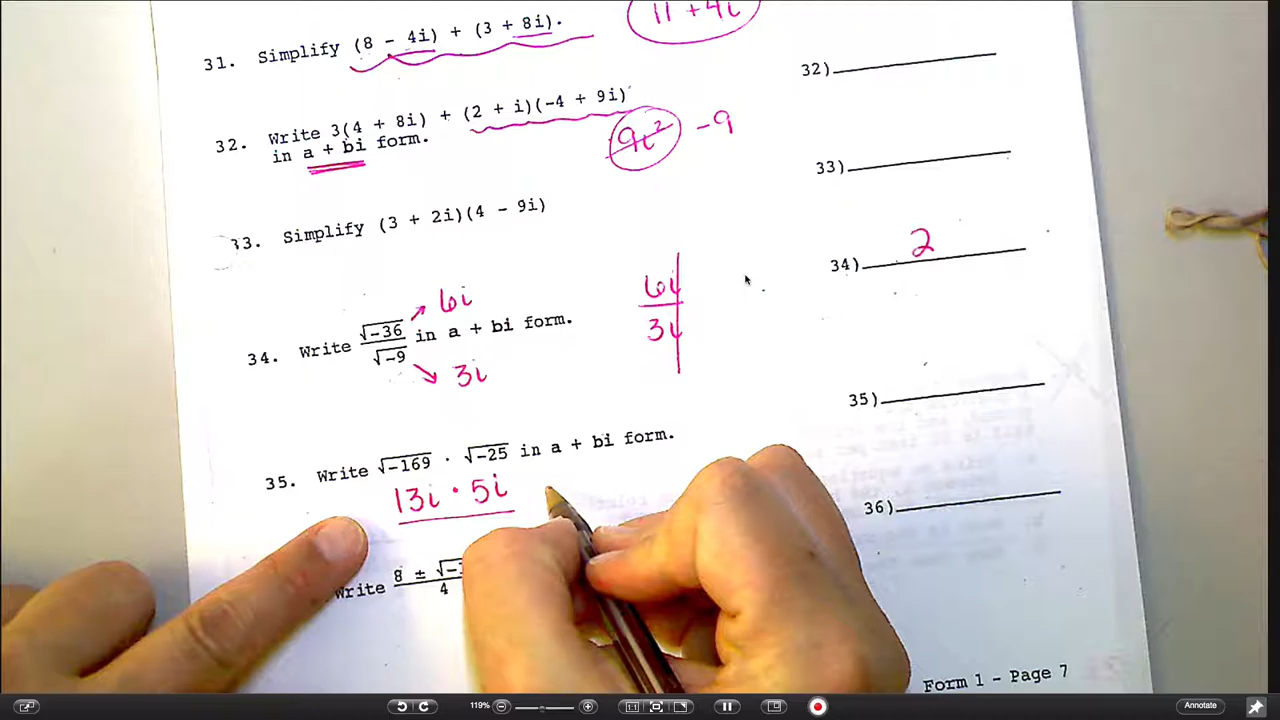 11 + 4i
31. Simplify (8 - 4i) + (3 + 8i).
32)
32. Write 3(4 + 8i) + (2 + i)(-4 + 9i)
in a + bi form.
9i² -9
33)
33. Simplify (3 + 2i)(4 - 9i)
2
34)
6i
6i
3i
34. Write √-36/√-9 in a + bi form.
3i
35)
35. Write √-169 · √-25 in a + bi form.
13i · 5i
36)
Write 8 ± √-
4
Form 1 - Page 7
119%
1:1
Annotate